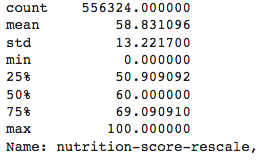 count 556324.000000
mean 58.831096
std 13.221700
min 0.000000
25% 50.909092
50% 60.000000
75% 69.090910
max 100.000000
Name: nutrition-score-rescale,